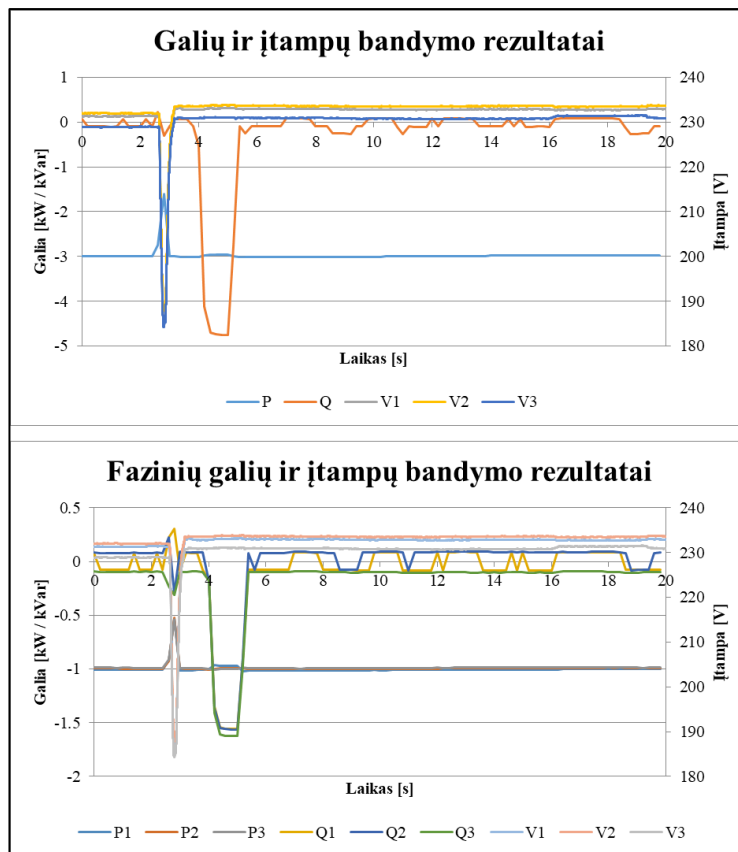 Galių ir įtampų bandymo rezultatai
Galia [kW / kVar]
1
0
-1
-2
-3
-4
-5
0 2 4 6 8 10 12 14 16 18 20
240
230
220
210
200
190
180
Įtampa [V]
Laikas [s]
P Q V1 V2 V3
Fazinių galių ir įtampų bandymo rezultatai
Galia [kW / kVar]
0.5
0
-0.5
-1
-1.5
-2
0 2 4 6 8 10 12 14 16 18 20
240
230
220
210
200
190
180
Įtampa [V]
Laikas [s]
P1 P2 P3 Q1 Q2 Q3 V1 V2 V3